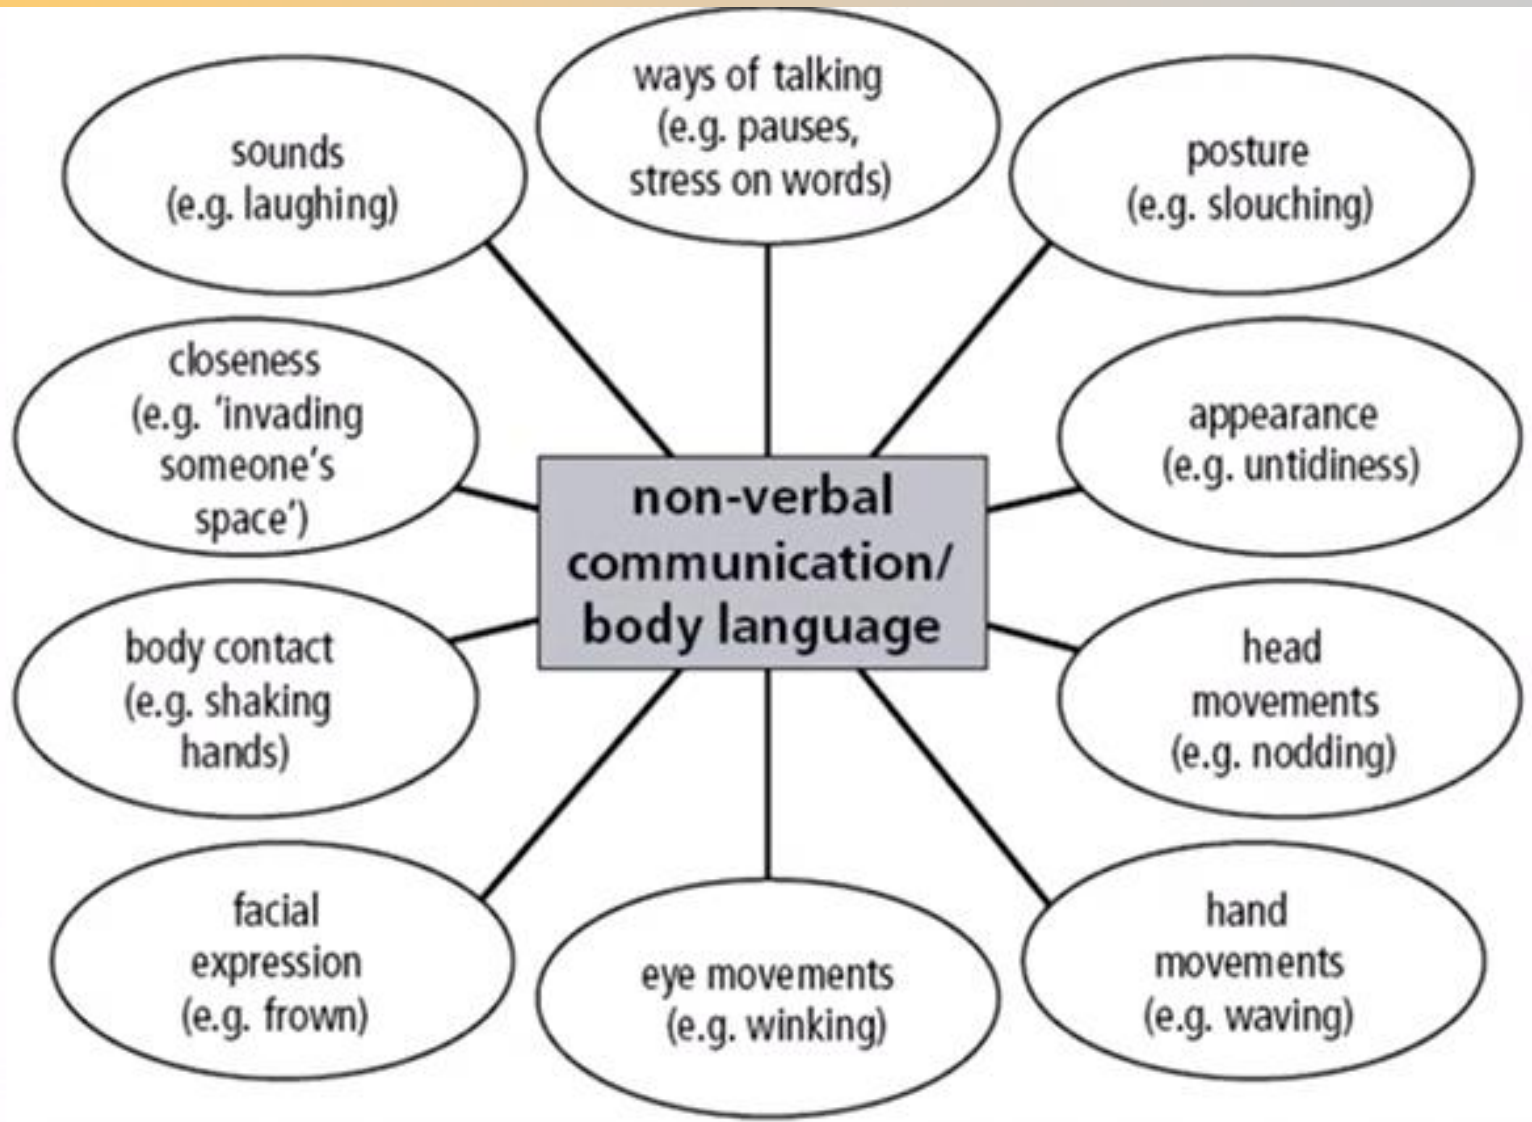 ways of talking
(e.g. pauses,
stress on words)
sounds
(e.g. laughing)
posture
(e.g. slouching)
closeness
(e.g. ‘invading
someone’s
space’)
appearance
(e.g. untidiness)
non-verbal
communication/
body language
body contact
(e.g. shaking
hands)
head
movements
(e.g. nodding)
facial
expression
(e.g. frown)
eye movements
(e.g. winking)
hand
movements
(e.g. waving)